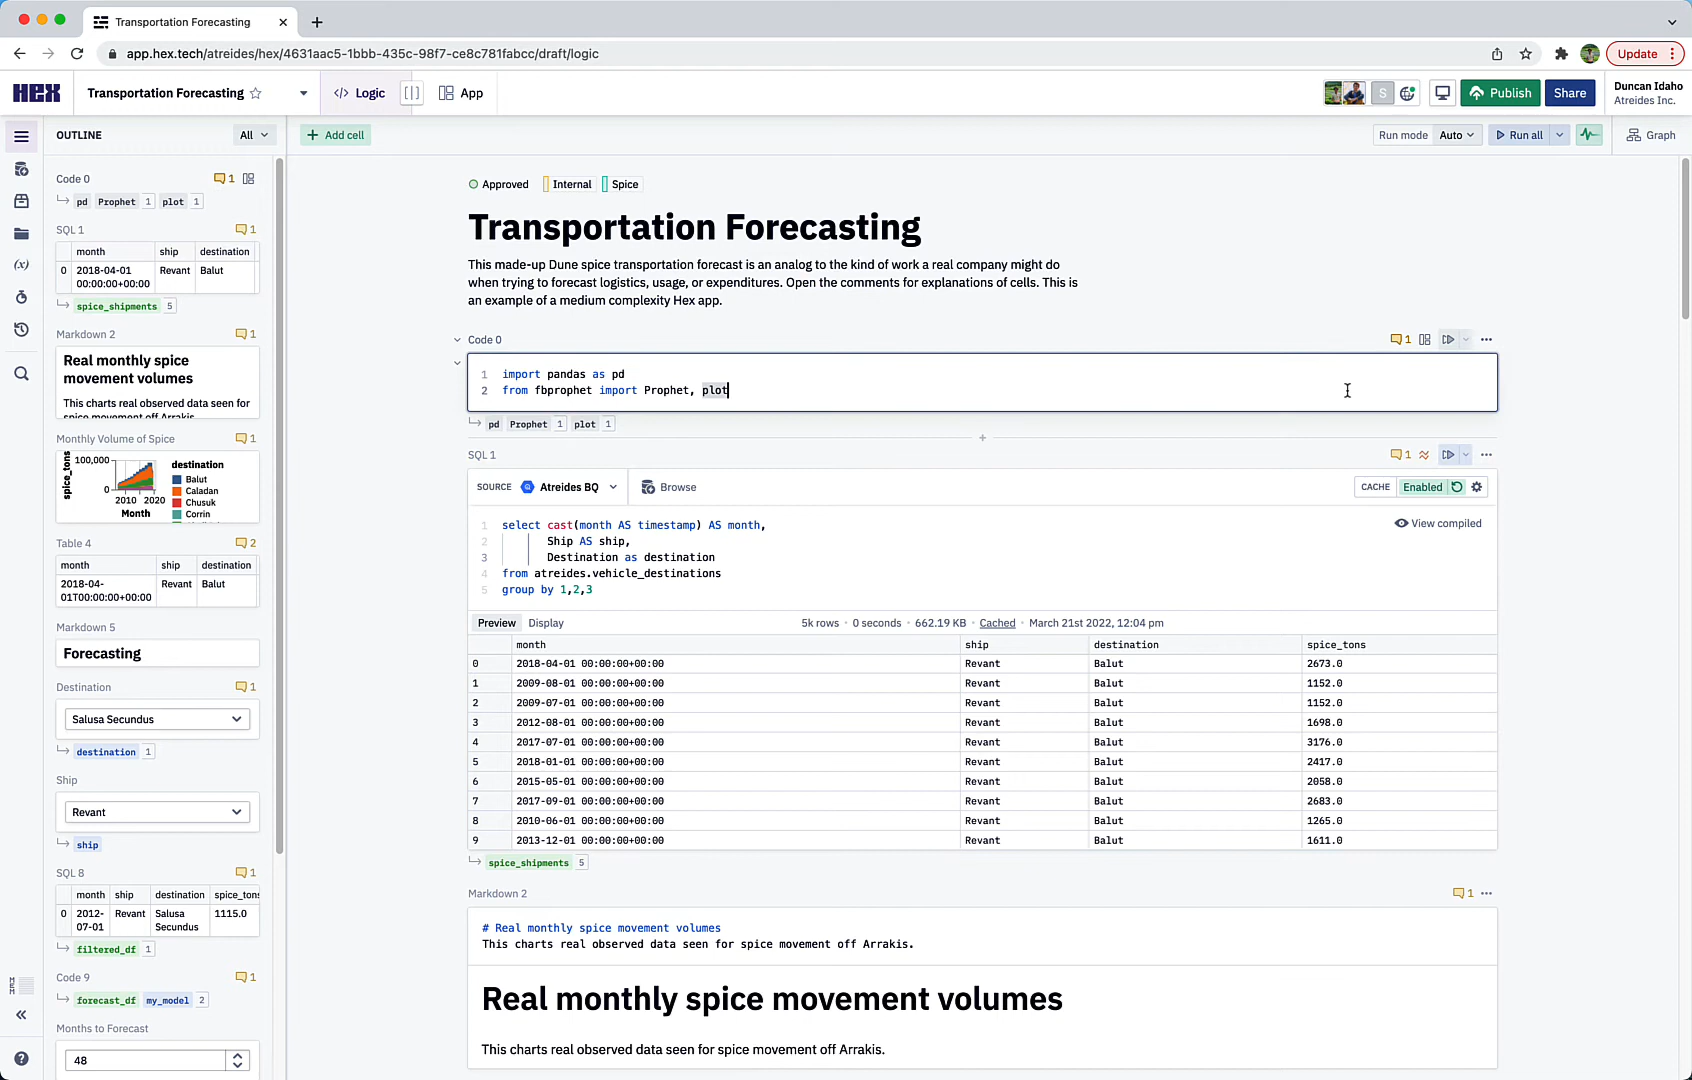 Transportation Forecasting
app.hex.tech/atreides/hex/4631aac5-1bbb-435c-98f7-ce8c781fabcc/draft/logic
Update
HEX
Transportation Forecasting
Logic
App
S
Publish
Share
Duncan Idaho
Atreides Inc.
OUTLINE
All
Add cell
Run mode Auto
Run all
Graph
Code 0
1
pd Prophet 1 plot 1
SQL 1
1
month ship destination
0 2018-04-01 Revant Balut
00:00:00+00:00
spice_shipments 5
Markdown 2
1
Real monthly spice
movement volumes
This charts real observed data seen for
spice movement off Arrakis
Monthly Volume of Spice
1
spice_tons
100,000
0
2010 2020
Month
destination
Balut
Caladan
Chusuk
Corrin
Table 4
2
month ship destination
2018-04- Revant Balut
01T00:00:00+00:00
Markdown 5
Forecasting
Destination
1
Salusa Secundus
destination 1
Ship
Revant
ship
SQL 8
1
month ship destination spice_tons
0 2012- Revant Salusa 1115.0
07-01 Secundus
filtered_df 1
Code 9
1
forecast_df my_model 2
Months to Forecast
48
(x)
Approved Internal Spice
Transportation Forecasting
This made-up Dune spice transportation forecast is an analog to the kind of work a real company might do
when trying to forecast logistics, usage, or expenditures. Open the comments for explanations of cells. This is
an example of a medium complexity Hex app.
Code 0
1
1 import pandas as pd
2 from fbprophet import Prophet, plot
pd Prophet 1 plot 1
SQL 1
1
SOURCE Atreides BQ
Browse
CACHE Enabled
1 select cast(month AS timestamp) AS month,
View compiled
2 Ship AS ship,
3 Destination as destination
4 from atreides.vehicle_destinations
5 group by 1,2,3
Preview Display
5k rows · 0 seconds · 662.19 KB · Cached · March 21st 2022, 12:04 pm
month ship destination spice_tons
0 2018-04-01 00:00:00+00:00 Revant Balut 2673.0
1 2009-08-01 00:00:00+00:00 Revant Balut 1152.0
2 2009-07-01 00:00:00+00:00 Revant Balut 1152.0
3 2012-08-01 00:00:00+00:00 Revant Balut 1698.0
4 2017-07-01 00:00:00+00:00 Revant Balut 3176.0
5 2018-01-01 00:00:00+00:00 Revant Balut 2417.0
6 2015-05-01 00:00:00+00:00 Revant Balut 2058.0
7 2017-09-01 00:00:00+00:00 Revant Balut 2683.0
8 2010-06-01 00:00:00+00:00 Revant Balut 1265.0
9 2013-12-01 00:00:00+00:00 Revant Balut 1611.0
spice_shipments 5
Markdown 2
1
# Real monthly spice movement volumes
This charts real observed data seen for spice movement off Arrakis.
Real monthly spice movement volumes
This charts real observed data seen for spice movement off Arrakis.